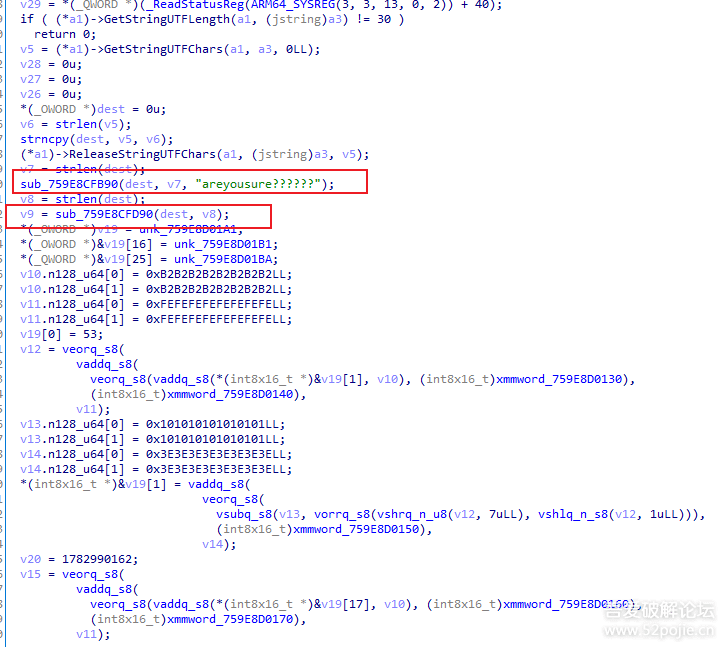 v29 = *(_QWORD *)(_ReadStatusReg(ARM64_SYSREG(3, 3, 13, 0, 2)) + 40);
if ( (*a1)->GetStringUTFLength(a1, (jstring)a3) != 30 )
return 0;
v5 = (*a1)->GetStringUTFChars(a1, a3, 0LL);
v28 = 0u;
v27 = 0u;
v26 = 0u;
*(_OWORD *)dest = 0u;
v6 = strlen(v5);
strncpy(dest, v5, v6);
(*a1)->ReleaseStringUTFChars(a1, (jstring)a3, v5);
v7 = strlen(dest);
sub_759E8CFB90(dest, v7, "areyousure??????");
v8 = strlen(dest);
v9 = sub_759E8CFD90(dest, v8);
*(_OWORD *)v19 = unk_759E8D01A1;
*(_OWORD *)&v19[16] = unk_759E8D01B1;
*(_QWORD *)&v19[25] = unk_759E8D01BA;
v10.n128_u64[0] = 0xB2B2B2B2B2B2B2B2LL;
v10.n128_u64[1] = 0xB2B2B2B2B2B2B2B2LL;
v11.n128_u64[0] = 0xFEFEFEFEFEFEFEFELL;
v11.n128_u64[1] = 0xFEFEFEFEFEFEFEFELL;
v19[0] = 53;
v12 = veorq_s8(
vaddq_s8(
veorq_s8(vaddq_s8(*(int8x16_t *)&v19[1], v10), (int8x16_t)xmmword_759E8D0130),
(int8x16_t)xmmword_759E8D0140),
v11);
v13.n128_u64[0] = 0x101010101010101LL;
v13.n128_u64[1] = 0x101010101010101LL;
v14.n128_u64[0] = 0x3E3E3E3E3E3E3E3ELL;
v14.n128_u64[1] = 0x3E3E3E3E3E3E3E3ELL;
*(int8x16_t *)&v19[1] = vaddq_s8(
veorq_s8(
vsubq_s8(v13, vorrq_s8(vshrq_n_u8(v12, 7uLL), vshlq_n_s8(v12, 1uLL))),
(int8x16_t)xmmword_759E8D0150),
v14);
v20 = 1782990162;
v15 = veorq_s8(
vaddq_s8(
veorq_s8(vaddq_s8(*(int8x16_t *)&v19[17], v10), (int8x16_t)xmmword_759E8D0160),
(int8x16_t)xmmword_759E8D0170),
v11);
吾爱破解论坛
www.52pojie.cn